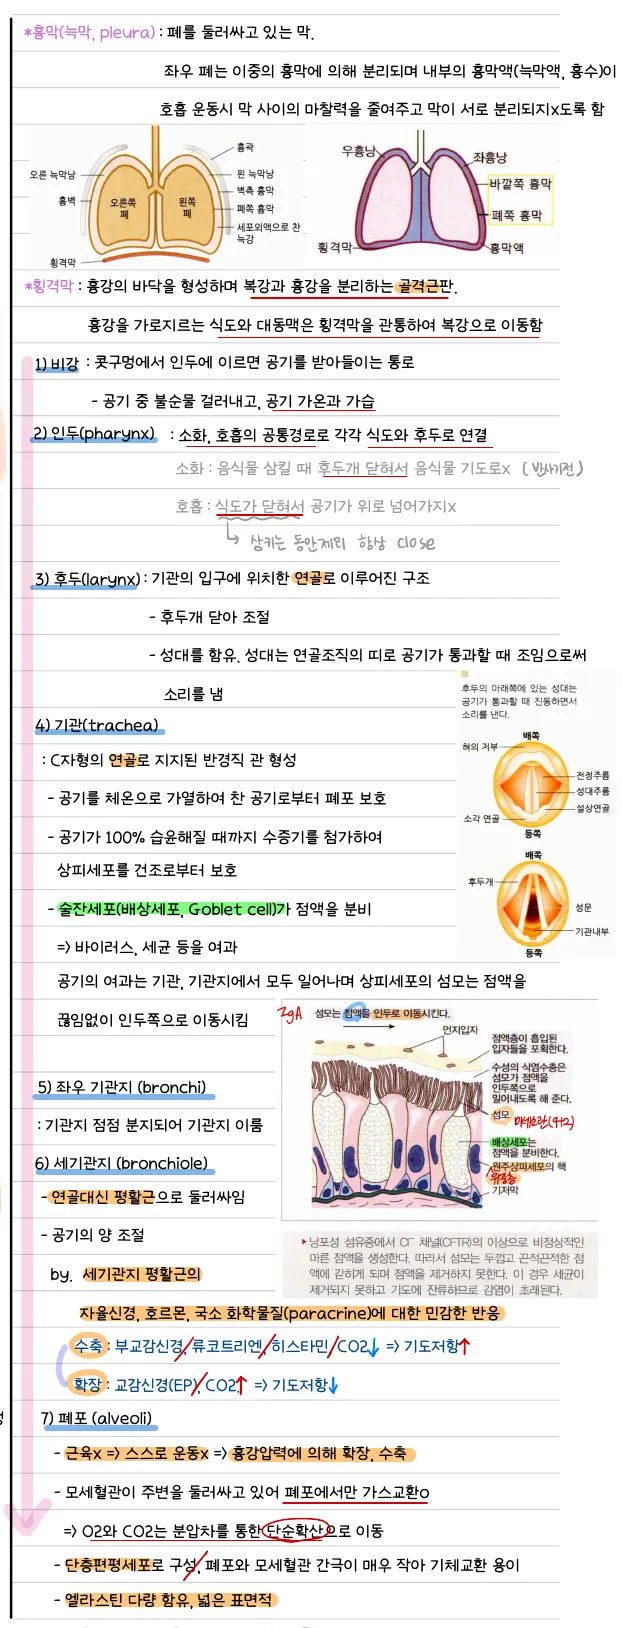 *흉막(늑막, pleura) : 폐를 둘러싸고 있는 막.
좌우 폐는 이중의 흉막에 의해 분리되며 내부의 흉막액(늑막액, 흉수)이
호흡 운동시 막 사이의 마찰력을 줄여주고 막이 서로 분리되지x도록 함
흉곽
오른 늑막낭
왼 늑막낭
흉벽
벽측 흉막
오른쪽 폐
왼쪽 폐
폐쪽 흉막
세포외액으로 찬 늑강
횡격막
우흉낭
좌흉낭
바깥쪽 흉막
폐쪽 흉막
횡격막
흉막액
*횡격막 : 흉강의 바닥을 형성하며 복강과 흉강을 분리하는 골격근판.
흉강을 가로지르는 식도와 대동맥은 횡격막을 관통하여 복강으로 이동함
1) 비강 : 콧구멍에서 인두에 이르면 공기를 받아들이는 통로
- 공기 중 불순물 걸러내고, 공기 가온과 가습
2) 인두(pharynx) : 소화, 호흡의 공통경로로 각각 식도와 후두로 연결
소화 : 음식물 삼킬 때 후두개 닫혀서 음식물 기도로x (반사기전)
호흡 : 식도가 닫혀서 공기가 위로 넘어가지x
↳ 삼키는 동안제외 항상 close
3) 후두(larynx) : 기관의 입구에 위치한 연골로 이루어진 구조
- 후두개 닫아 조절
- 성대를 함유. 성대는 연골조직의 띠로 공기가 통과할 때 조임으로써
소리를 냄
후두의 아래쪽에 있는 성대는
공기가 통과할 때 진동하면서
소리를 낸다.
배쪽
혀의 저부
전정주름
성대주름
설상연골
소각 연골
등쪽
배쪽
후두개
성문
기관내부
등쪽
4) 기관(trachea)
: C자형의 연골로 지지된 반경직 관 형성
- 공기를 체온으로 가열하여 찬 공기로부터 폐포 보호
- 공기가 100% 습윤해질 때까지 수증기를 첨가하여
상피세포를 건조로부터 보호
- 술잔세포(배상세포, Goblet cell)가 점액을 분비
=> 바이러스, 세균 등을 여과
공기의 여과는 기관, 기관지에서 모두 일어나며 상피세포의 섬모는 점액을
끊임없이 인두쪽으로 이동시킴
IgA
섬모는 점액을 인두로 이동시킨다.
먼지입자
점액층이 흡입된
입자들을 포획한다.
수성의 식염수층은
섬모가 점액을
인두쪽으로
밀어내도록 해 준다.
섬모 미세소관(9+2)
배상세포는
점액을 분비한다.
원주상피세포의 핵
위중층
기저막
▸낭포성 섬유증에서 Cl⁻ 채널(CFTR)의 이상으로 비정상적인
마른 점액을 생성한다. 따라서 섬모는 두껍고 끈적끈적한 점
액에 갇히게 되며 점액을 제거하지 못한다. 이 경우 세균이
제거되지 못하고 기도에 잔류하므로 감염이 초래된다.
5) 좌우 기관지 (bronchi)
: 기관지 점점 분지되어 기관지 이룸
6) 세기관지 (bronchiole)
- 연골대신 평활근으로 둘러싸임
- 공기의 양 조절
by. 세기관지 평활근의
자율신경, 호르몬, 국소 화학물질(paracrine)에 대한 민감한 반응
수축 : 부교감신경/류코트리엔/히스타민/CO2↓ => 기도저항↑
확장 : 교감신경(EP)/CO2↑ => 기도저항↓
7) 폐포 (alveoli)
- 근육x => 스스로 운동x => 흉강압력에 의해 확장, 수축
- 모세혈관이 주변을 둘러싸고 있어 폐포에서만 가스교환o
=> O2와 CO2는 분압차를 통한 단순확산으로 이동
- 단층편평세포로 구성/ 폐포와 모세혈관 간극이 매우 작아 기체교환 용이
- 엘라스틴 다량 함유, 넓은 표면적